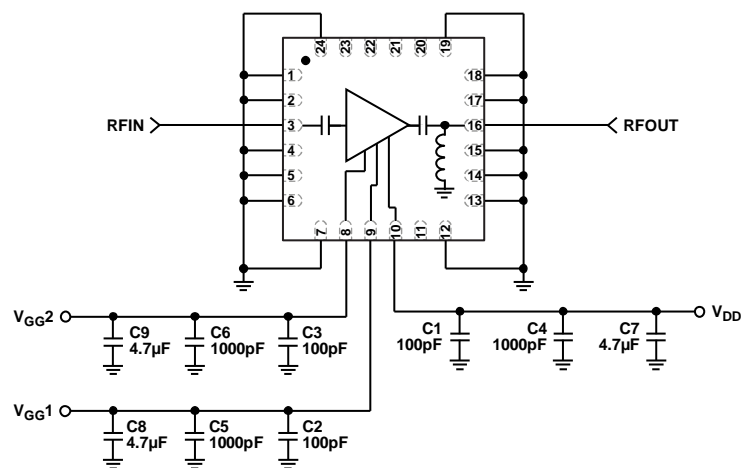 24 23 22 21 20 19
1 18
2 17
RFIN 3 16 RFOUT
4 15
5 14
6 13
7 8 9 10 11 12
VGG2
C9
4.7µF
C6
1000pF
C3
100pF
C1
100pF
C4
1000pF
C7
4.7µF
VDD
VGG1
C8
4.7µF
C5
1000pF
C2
100pF